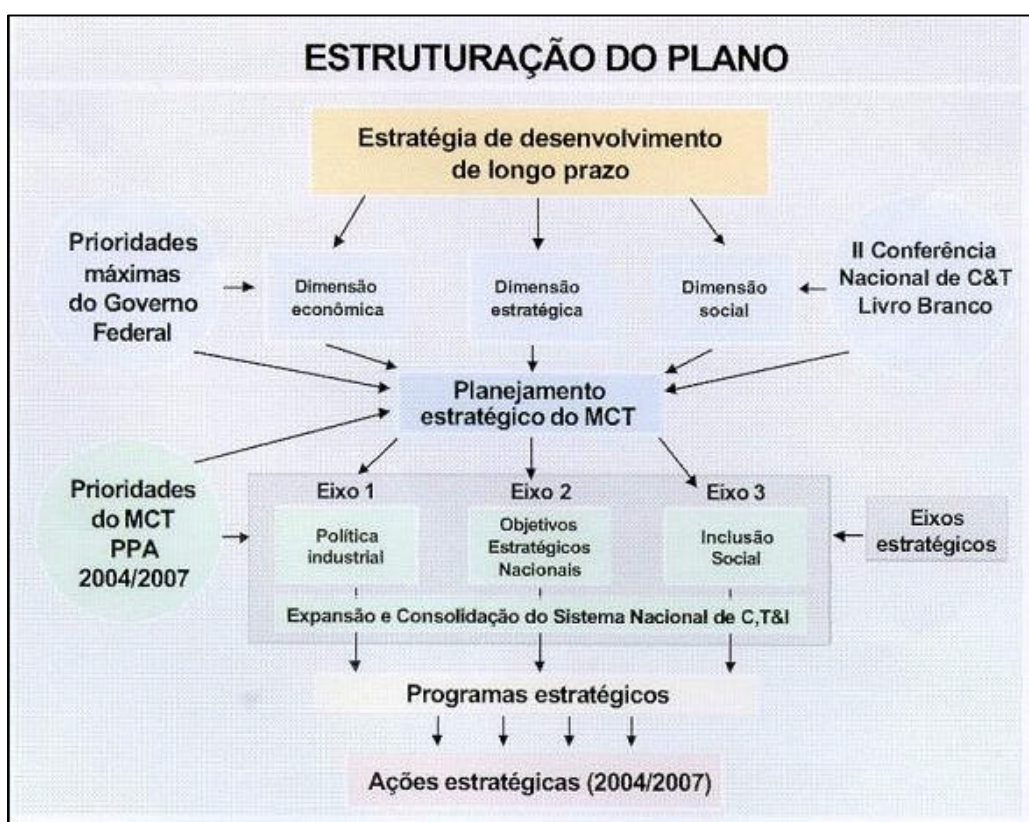 ESTRUTURAÇÃO DO PLANO
Estratégia de desenvolvimento
de longo prazo
Prioridades
máximas
do Governo
Federal
Dimensão
econômica
Dimensão
estratégica
Dimensão
social
II Conferência
Nacional de C&T
Livro Branco
Planejamento
estratégico do MCT
Prioridades
do MCT
PPA
2004/2007
Eixo 1
Política
industrial
Eixo 2
Objetivos
Estratégicos
Nacionais
Eixo 3
Inclusão
Social
Eixos
estratégicos
Expansão e Consolidação do Sistema Nacional de C,T&I
Programas estratégicos
Ações estratégicas (2004/2007)